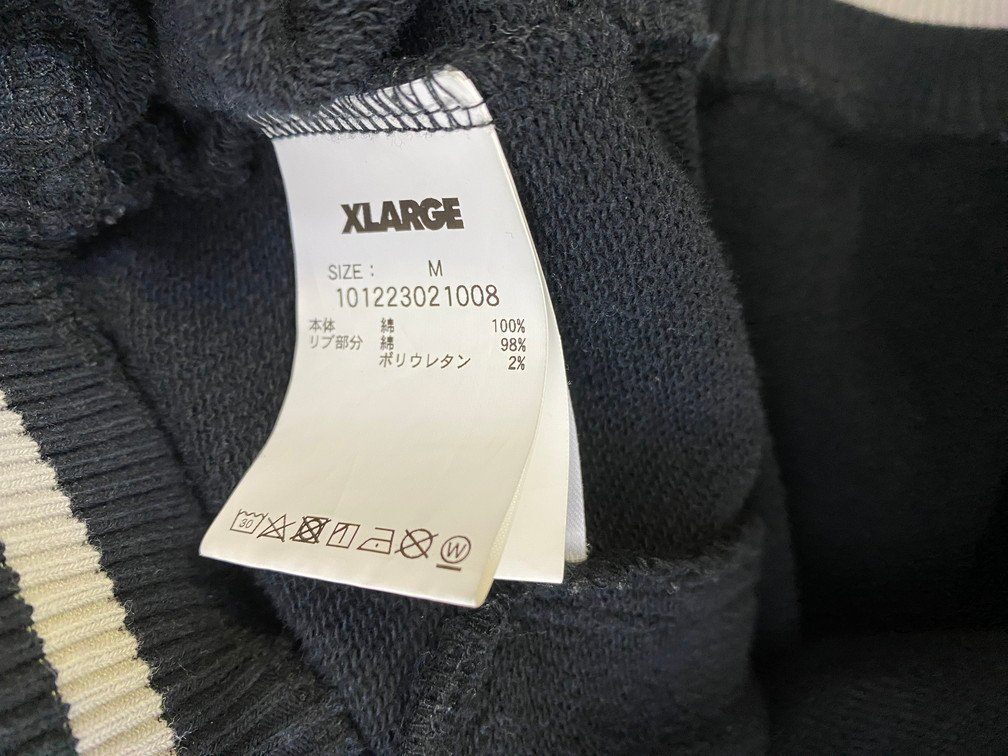 XLARGE
SIZE : M
101223021008
本体 綿 100%
リブ部分 綿 98%
ポリウレタン 2%
30 W